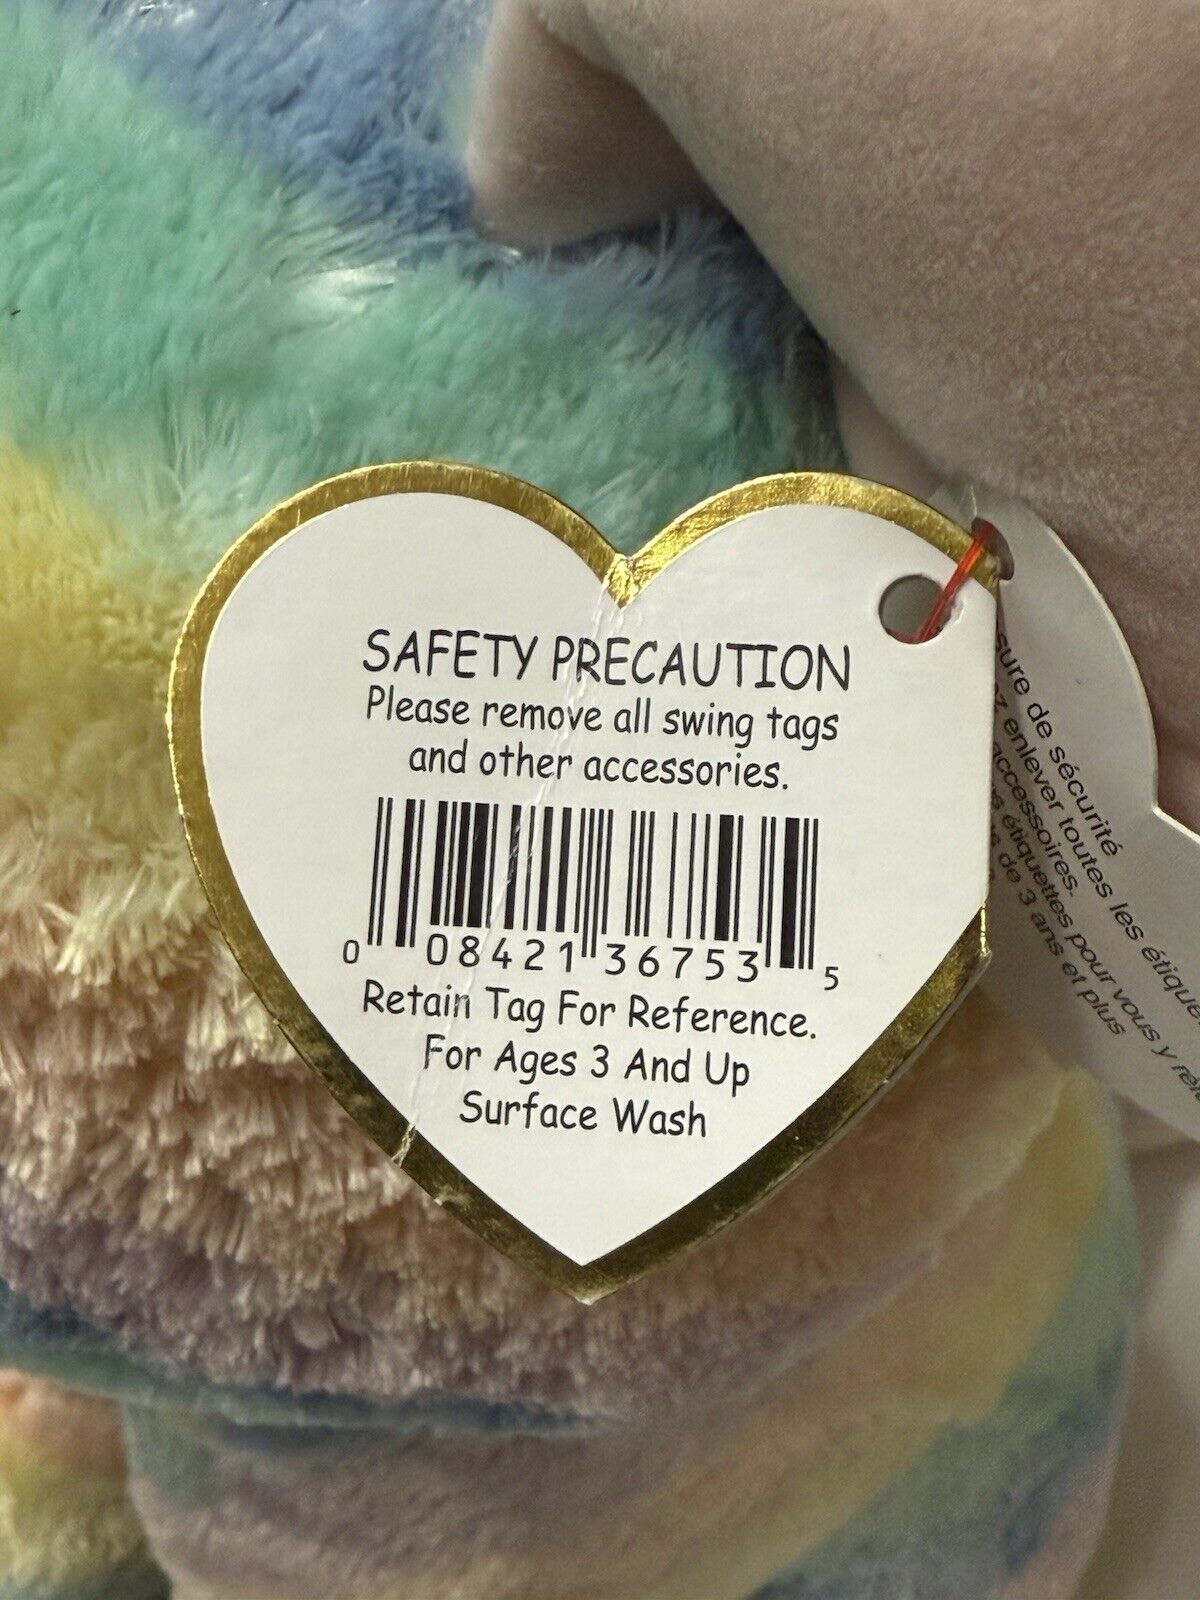 SAFETY PRECAUTION
Please remove all swing tags
and other accessories.
0 08421 36753 5
Retain Tag For Reference.
For Ages 3 And Up
Surface Wash
sure de sécurité
enlever toutes les
accessoires.
étiquettes pour vous y
de 3 ans et plus